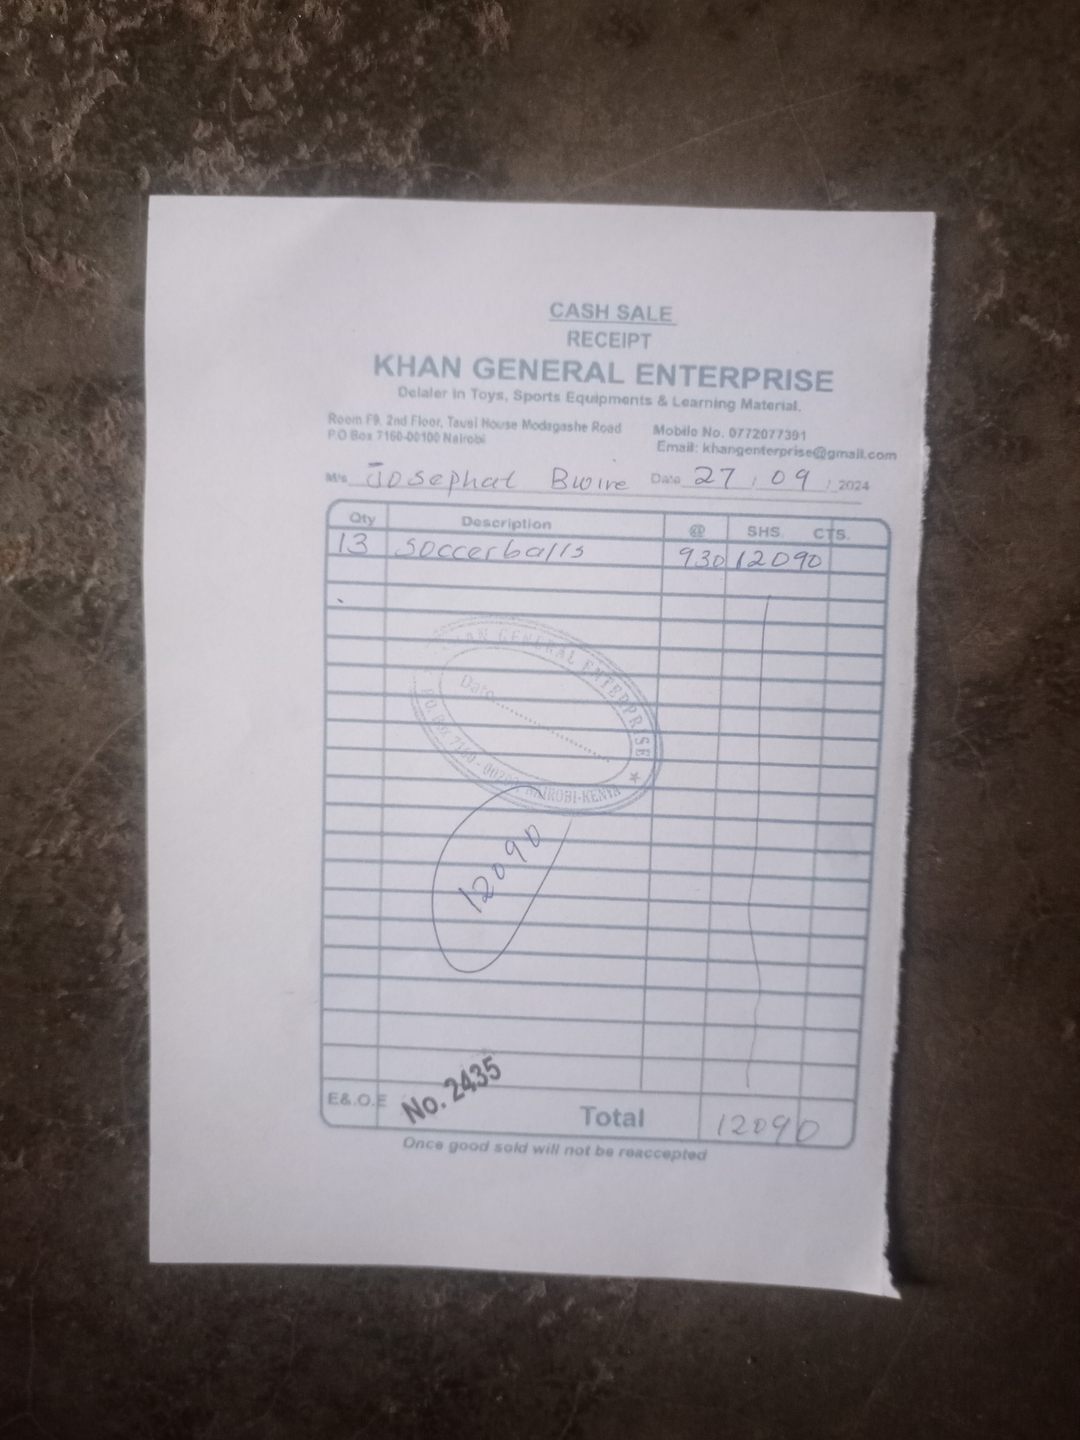 CASH SALE
RECEIPT
KHAN GENERAL ENTERPRISE
Delaler in Toys, Sports Equipments & Learning Material.
Room F9, 2nd Floor, Tausi House Modagashe Road
P.O Box 7160-00100 Nairobi
Mobile No. 0772077391
Email: khangenterprise@gmail.com
M/s Josephat Bwire Date 27 / 09 / 2024
Qty Description @ SHS. CTS.
13 soccerballs 930 12090
KHAN GENERAL ENTERPRISE
Date
P.O. Box 7160 - 00200 NAIROBI-KENYA ★
12090
No. 2435
E&.O.E Total 12090
Once good sold will not be reaccepted